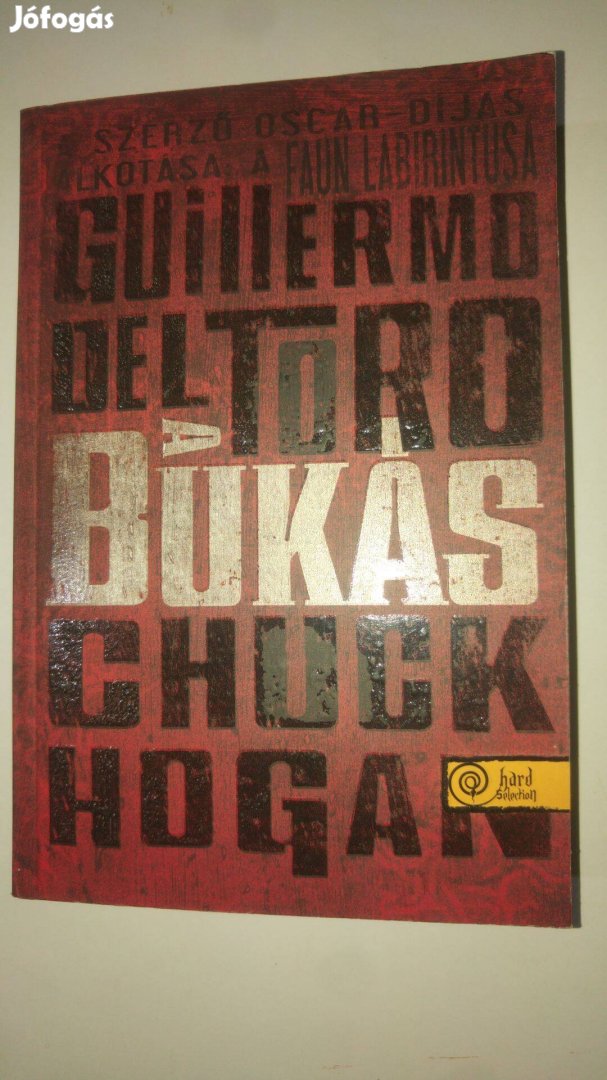 Jófogás
A SZERZŐ OSCAR-DÍJAS
ALKOTÁSA A FAUN LABIRINTUSA
GUILLERMO
DEL TORO
A BUKÁS
CHUCK
HOGAN
hard
Selection